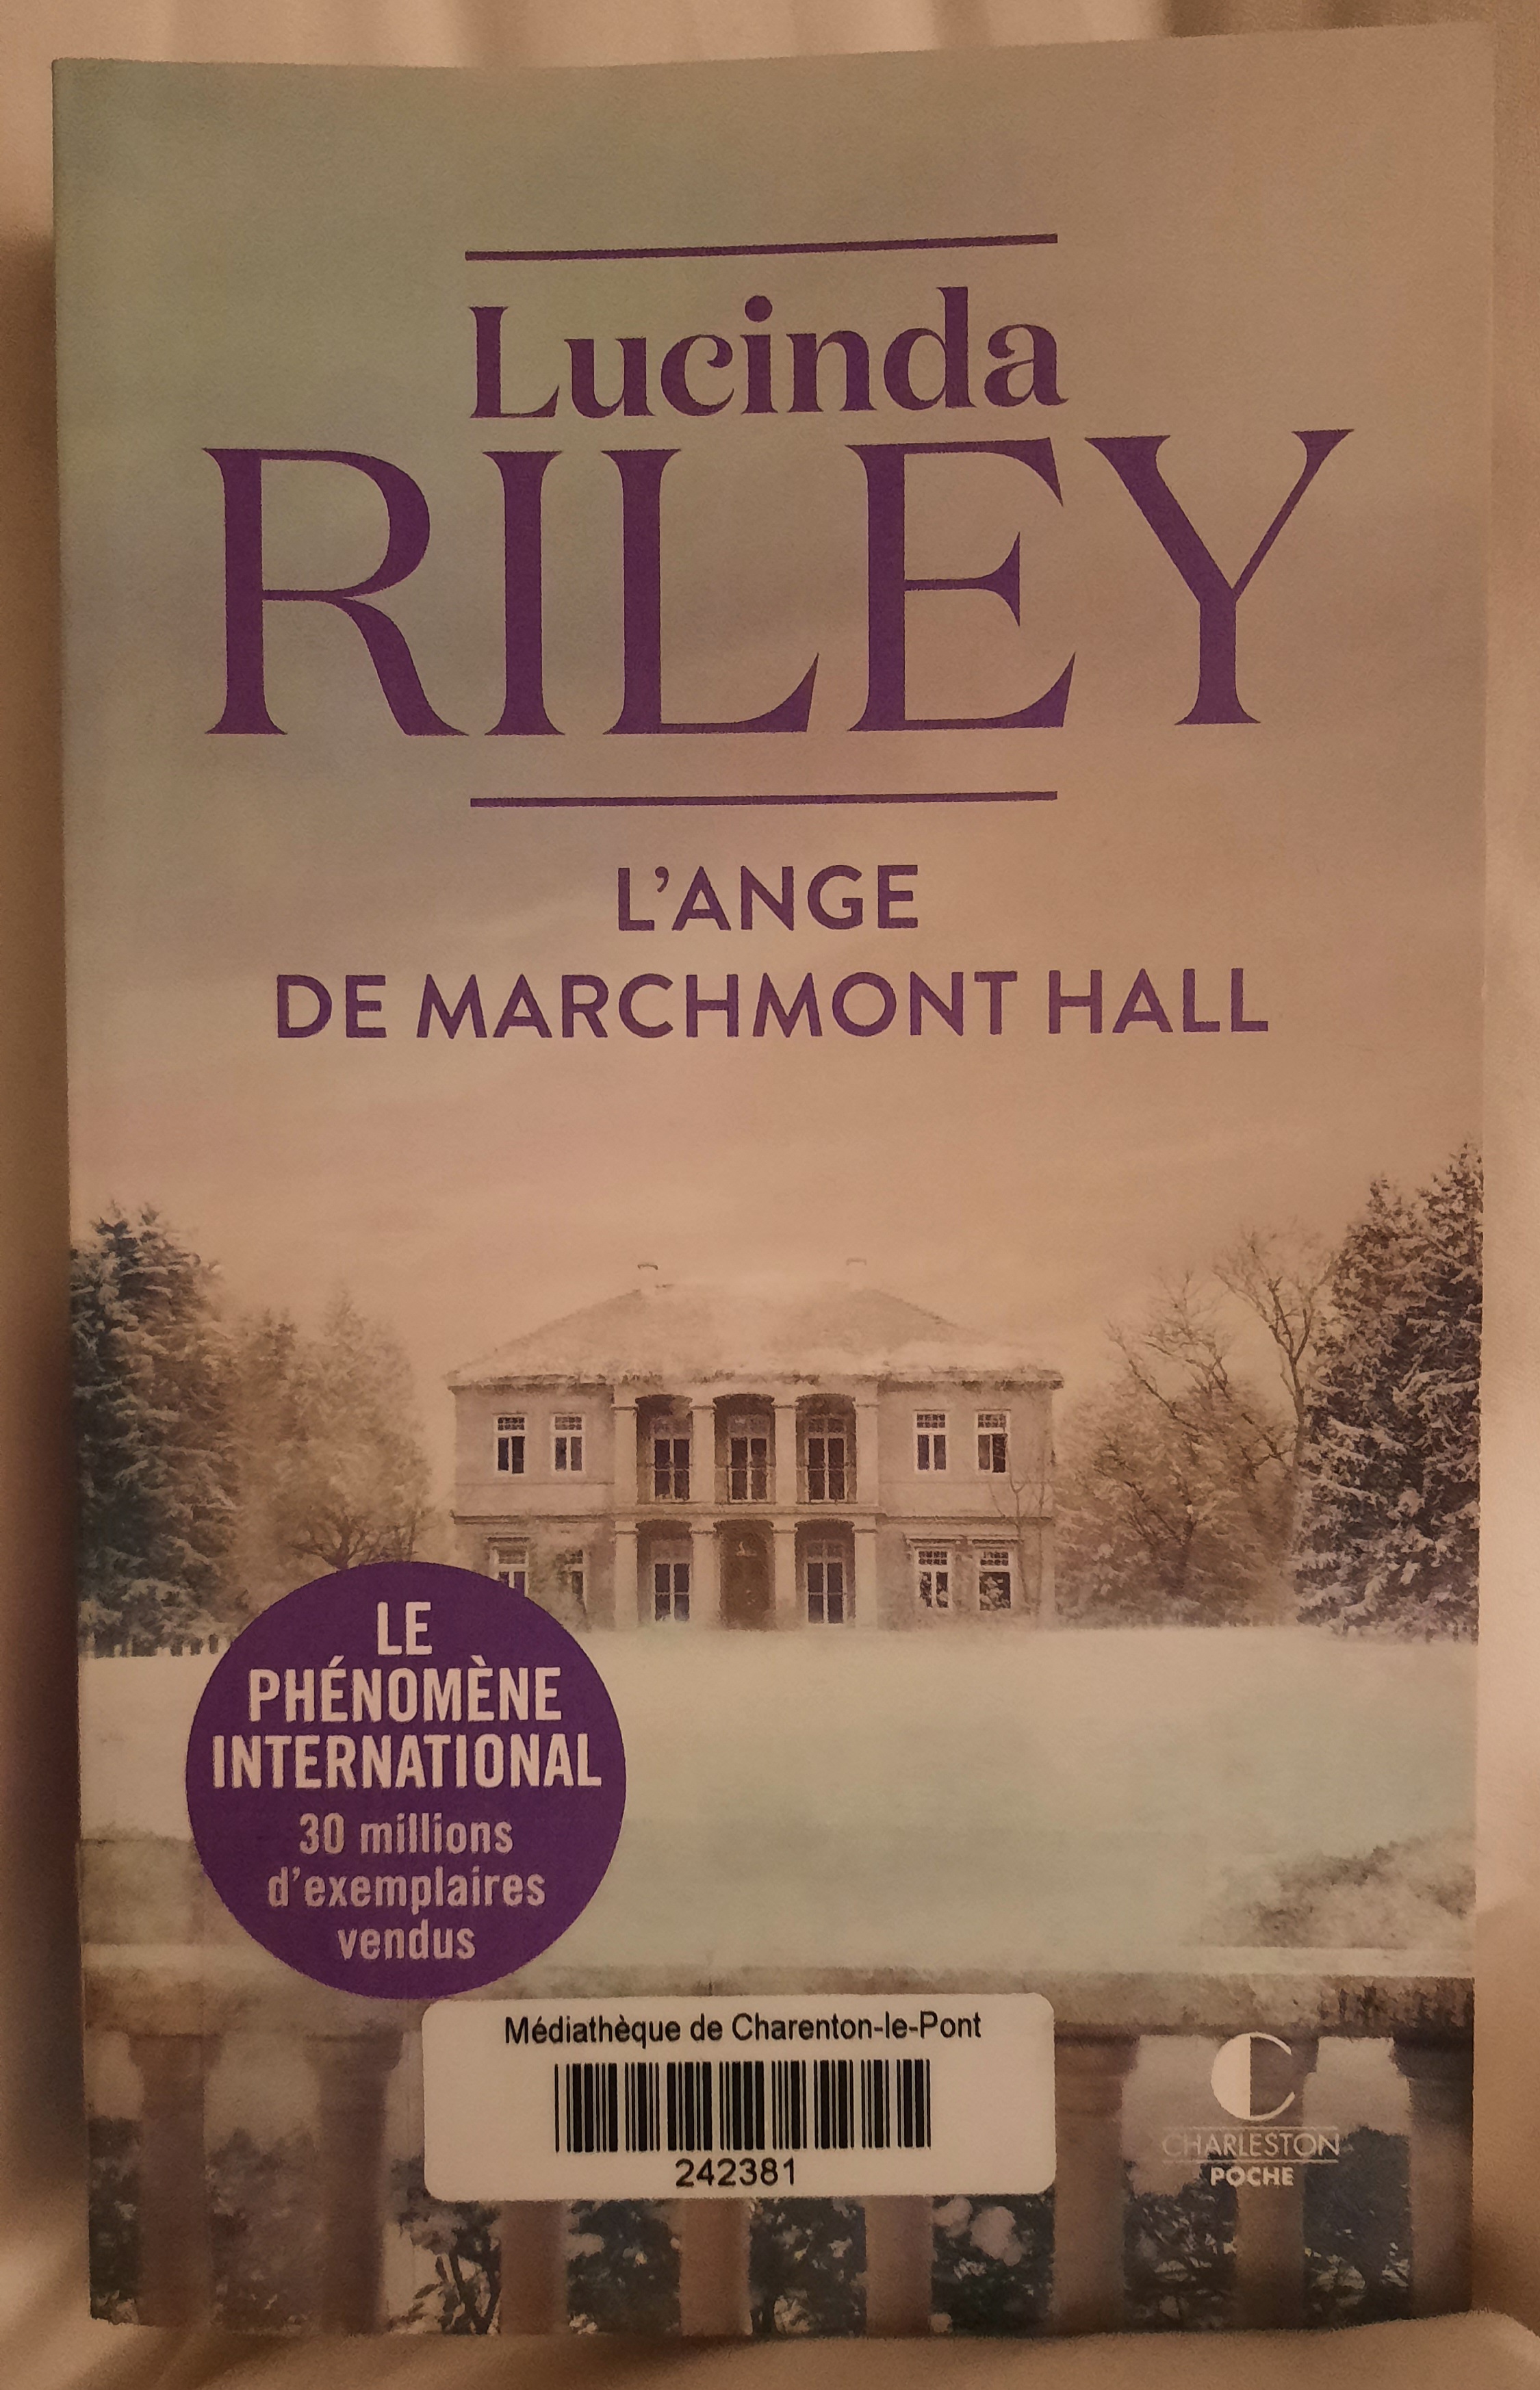 Lucinda
RILEY
L'ANGE
DE MARCHMONT HALL
LE
PHÉNOMÈNE
INTERNATIONAL
30 millions
d'exemplaires
vendus
Médiathèque de Charenton-le-Pont
242381
CHARLESTON
POCHE